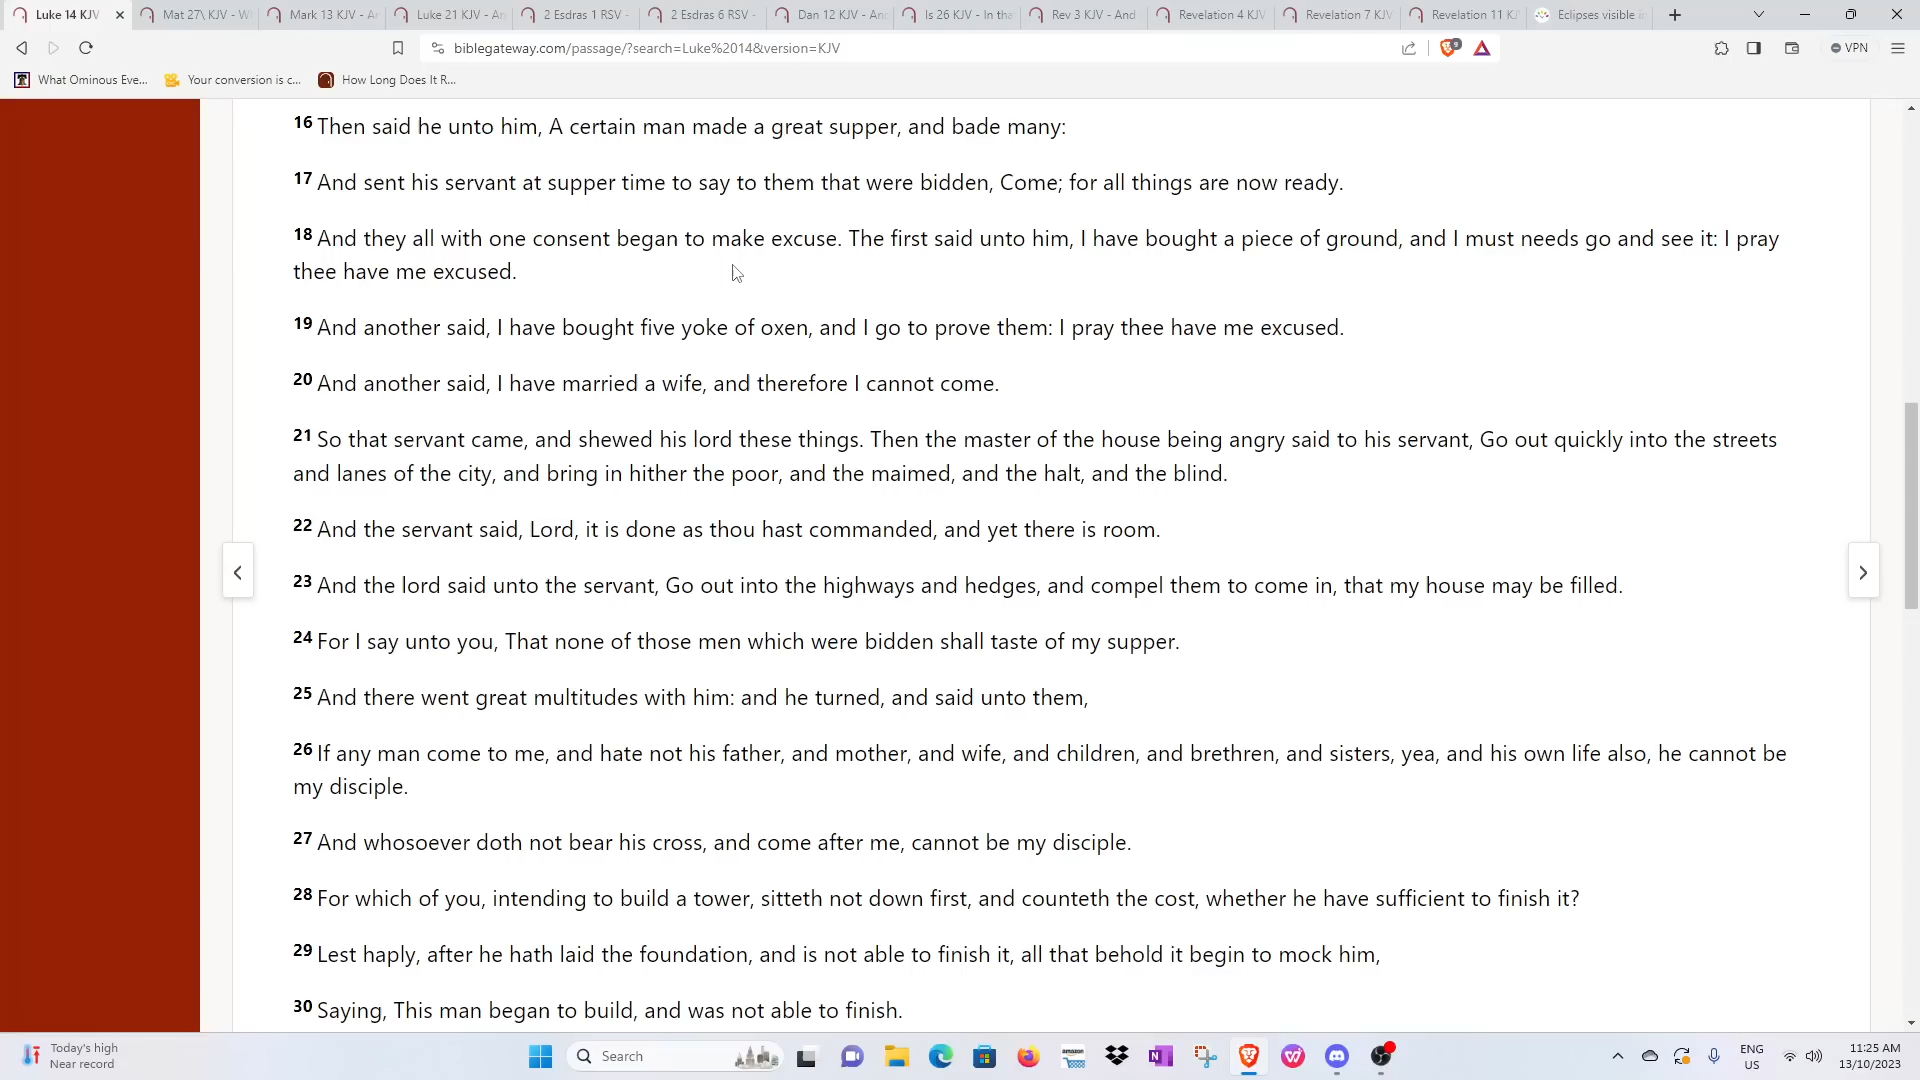 Luke 14 KJV
Mat 27\ KJV - W
Mark 13 KJV - A
Luke 21 KJV - An
2 Esdras 1 RSV -
2 Esdras 6 RSV -
Dan 12 KJV - And
Is 26 KJV - In tha
Rev 3 KJV - And
Revelation 4 KJV
Revelation 7 KJV
Revelation 11 KJ
Eclipses visible in
biblegateway.com/passage/?search=Luke%2014&version=KJV
9
VPN
What Ominous Eve...
Your conversion is c...
How Long Does It R...
16 Then said he unto him, A certain man made a great supper, and bade many:
17 And sent his servant at supper time to say to them that were bidden, Come; for all things are now ready.
18 And they all with one consent began to make excuse. The first said unto him, I have bought a piece of ground, and I must needs go and see it: I pray
thee have me excused.
19 And another said, I have bought five yoke of oxen, and I go to prove them: I pray thee have me excused.
20 And another said, I have married a wife, and therefore I cannot come.
21 So that servant came, and shewed his lord these things. Then the master of the house being angry said to his servant, Go out quickly into the streets
and lanes of the city, and bring in hither the poor, and the maimed, and the halt, and the blind.
22 And the servant said, Lord, it is done as thou hast commanded, and yet there is room.
23 And the lord said unto the servant, Go out into the highways and hedges, and compel them to come in, that my house may be filled.
24 For I say unto you, That none of those men which were bidden shall taste of my supper.
25 And there went great multitudes with him: and he turned, and said unto them,
26 If any man come to me, and hate not his father, and mother, and wife, and children, and brethren, and sisters, yea, and his own life also, he cannot be
my disciple.
27 And whosoever doth not bear his cross, and come after me, cannot be my disciple.
28 For which of you, intending to build a tower, sitteth not down first, and counteth the cost, whether he have sufficient to finish it?
29 Lest haply, after he hath laid the foundation, and is not able to finish it, all that behold it begin to mock him,
30 Saying, This man began to build, and was not able to finish.
Today's high
Near record
Search
amazon
ENG
US
11:25 AM
13/10/2023